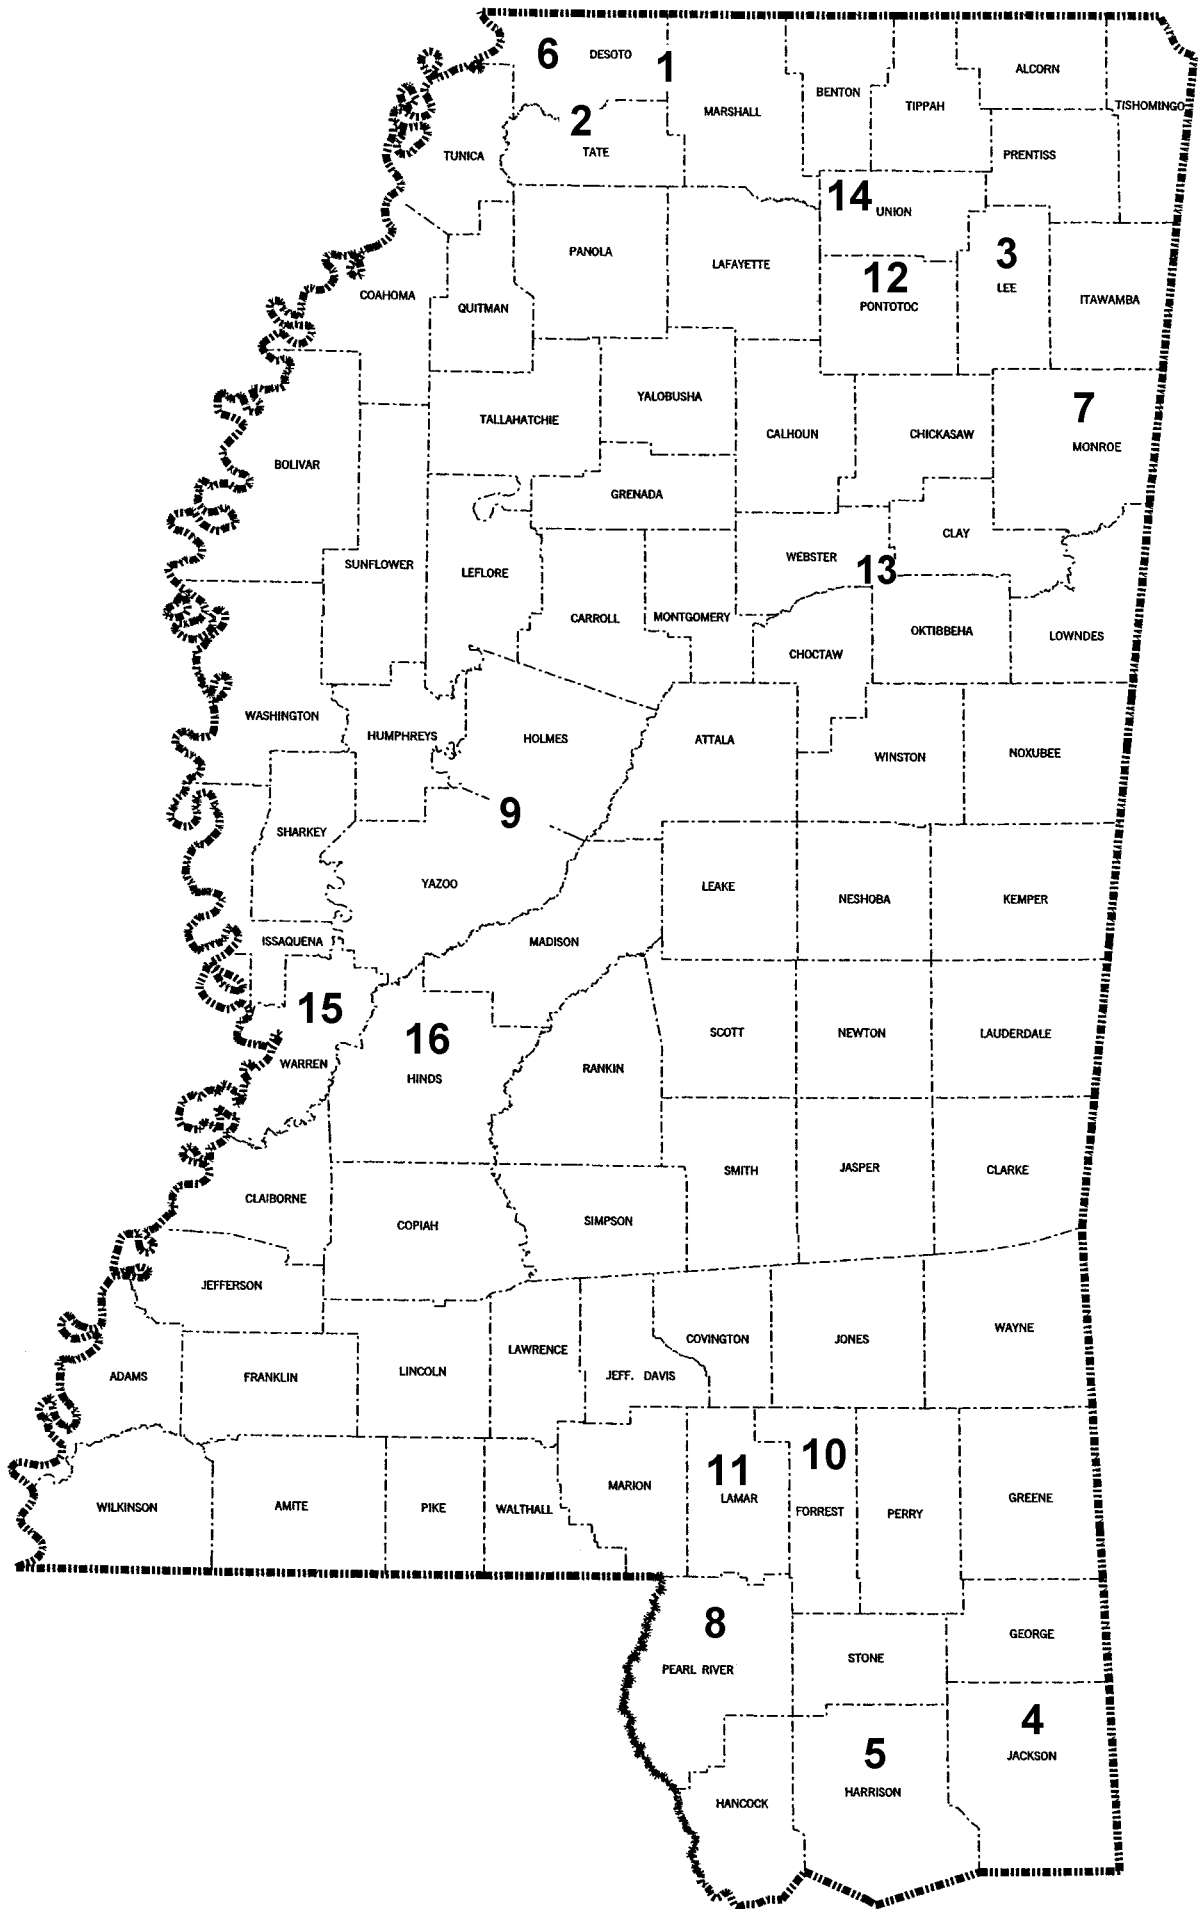 6
DESOTO
1
ALCORN
BENTON
TIPPAH
TISHOMINGO
MARSHALL
2
TATE
TUNICA
PRENTISS
14
UNION
PANOLA
LAFAYETTE
3
LEE
12
PONTOTOC
COAHOMA
QUITMAN
ITAWAMBA
YALOBUSHA
7
MONROE
TALLAHATCHIE
CALHOUN
CHICKASAW
BOLIVAR
GRENADA
CLAY
WEBSTER
13
SUNFLOWER
LEFLORE
CARROLL
MONTGOMERY
OKTIBBEHA
LOWNDES
CHOCTAW
WASHINGTON
HUMPHREYS
HOLMES
ATTALA
WINSTON
NOXUBEE
9
SHARKEY
YAZOO
LEAKE
NESHOBA
KEMPER
ISSAQUENA
MADISON
15
WARREN
16
HINDS
RANKIN
SCOTT
NEWTON
LAUDERDALE
SMITH
JASPER
CLARKE
CLAIBORNE
COPIAH
SIMPSON
JEFFERSON
WAYNE
COVINGTON
JONES
LAWRENCE
ADAMS
FRANKLIN
LINCOLN
JEFF. DAVIS
10
11
LAMAR
MARION
GREENE
WILKINSON
AMITE
PIKE
WALTHALL
FORREST
PERRY
8
PEARL RIVER
GEORGE
STONE
4
JACKSON
5
HARRISON
HANCOCK